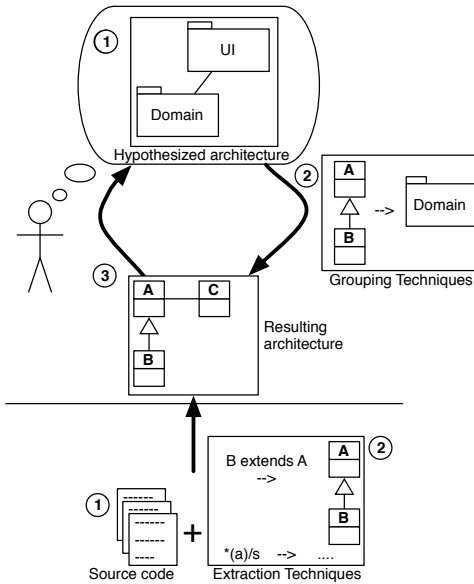 1
UI
Domain
Hypothesized architecture
2
A
B
-->
Domain
Grouping Techniques
3
A
C
B
Resulting
architecture
1
------
------
------
----
Source code
+
B extends A
-->
A
B
2
*(a)/s --> ....
Extraction Techniques